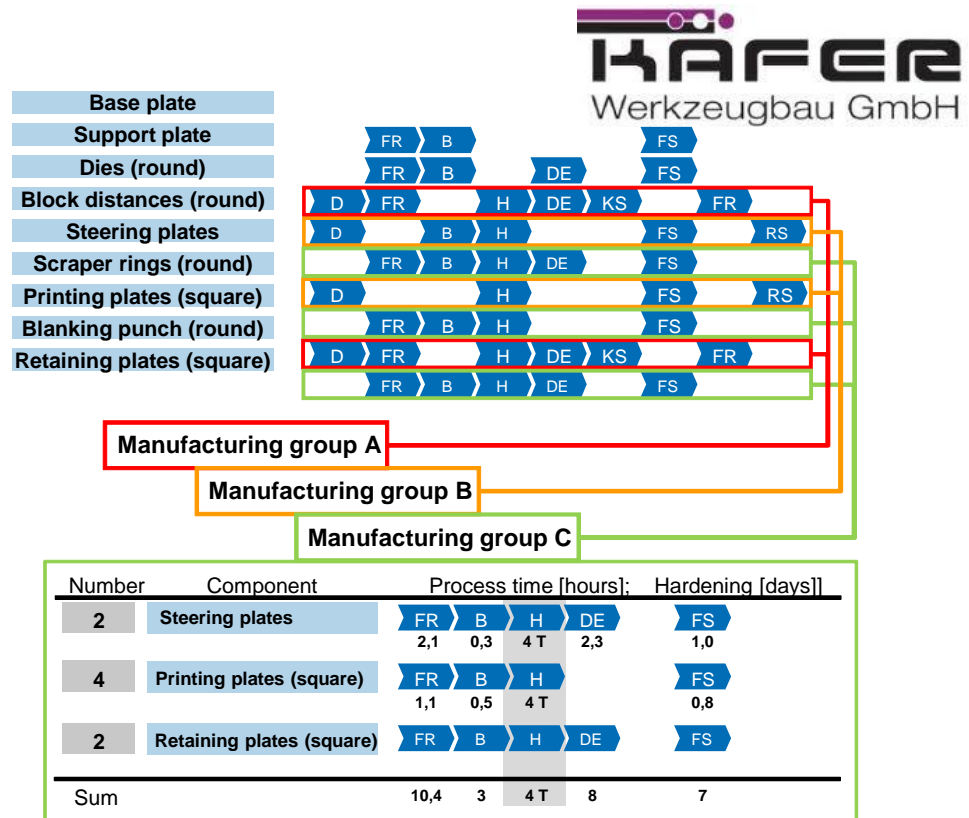 KÄFER
Werkzeugbau GmbH
Base plate
Support plate FR B FS
Dies (round) FR B DE FS
Block distances (round) D FR H DE KS FR
Steering plates D B H FS RS
Scraper rings (round) FR B H DE FS
Printing plates (square) D H FS RS
Blanking punch (round) FR B H FS
Retaining plates (square) D FR H DE KS FR
FR B H DE FS
Manufacturing group A
Manufacturing group B
Manufacturing group C
Number Component Process time [hours]; Hardening [days]]
2 Steering plates FR B H DE FS
2,1 0,3 4 T 2,3 1,0
4 Printing plates (square) FR B H FS
1,1 0,5 4 T 0,8
2 Retaining plates (square) FR B H DE FS
Sum 10,4 3 4 T 8 7